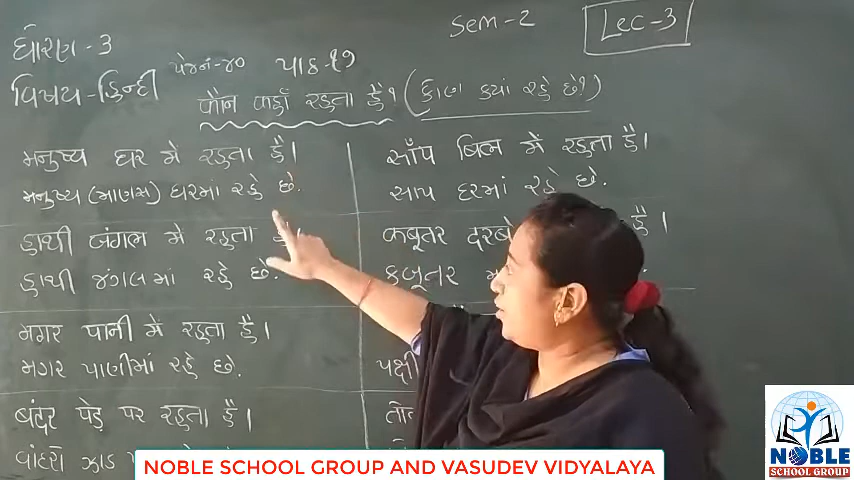 Sem - 2
Lec - 3
ધોરણ - 3
વિષય - हिन्दी
પેજનં - ૪૦
પાઠ - १७
कौन कहाँ रहता है? (કોણ ક્યાં રહે છે?)
मनुष्य घर में रहता है।
મનુષ્ય (માણસ) ઘરમાં રહે છે.
हाथी जंगल में रहता है।
હાથી જંગલમાં રહે છે.
मगर पानी में रहता है।
મગર પાણીમાં રહે છે.
बंदर पेड़ पर रहता है।
વાંદરો ઝાડ
साँप बिल में रहता है।
સાપ દરમાં રહે છે.
कबूतर दरबे है।
કબૂતર
પક્ષી
NOBLE SCHOOL GROUP AND VASUDEV VIDYALAYA
NOBLE
SCHOOL GROUP